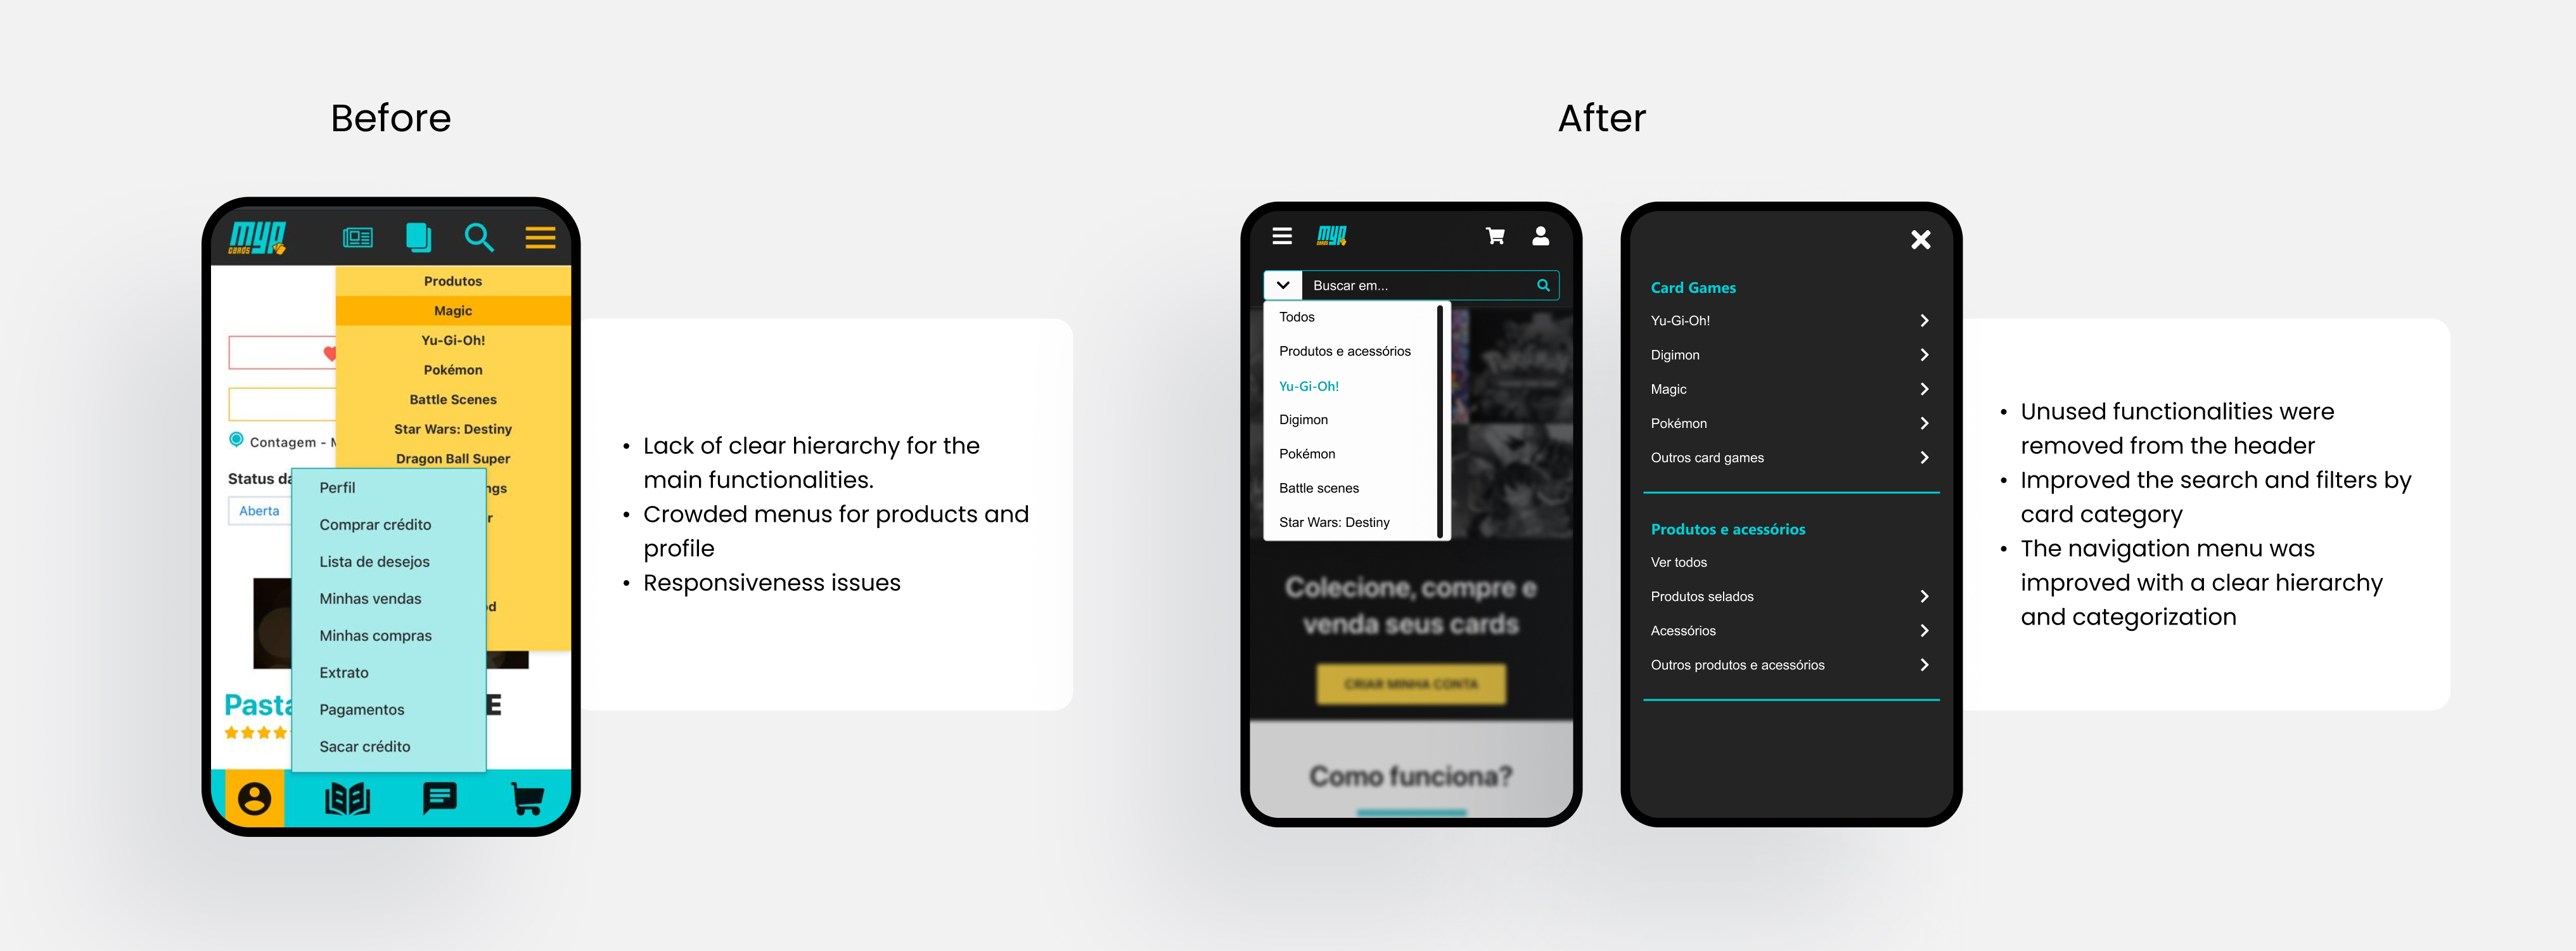 Before
After
myp
cards
Produtos
Magic
Yu-Gi-Oh!
Pokémon
Battle Scenes
Star Wars: Destiny
Dragon Ball Super
ngs
r
od
Contagem - M
Status da
Aberta
Perfil
Comprar crédito
Lista de desejos
Minhas vendas
Minhas compras
Extrato
Pagamentos
Sacar crédito
Pasta
E
• Lack of clear hierarchy for the
main functionalities.
• Crowded menus for products and
profile
• Responsiveness issues
myp
cards
Buscar em...
Todos
Produtos e acessórios
Yu-Gi-Oh!
Digimon
Pokémon
Battle scenes
Star Wars: Destiny
Colecione, compre e
venda seus cards
CRIAR MINHA CONTA
Como funciona?
Card Games
Yu-Gi-Oh!
Digimon
Magic
Pokémon
Outros card games
Produtos e acessórios
Ver todos
Produtos selados
Acessórios
Outros produtos e acessórios
• Unused functionalities were
removed from the header
• Improved the search and filters by
card category
• The navigation menu was
improved with a clear hierarchy
and categorization